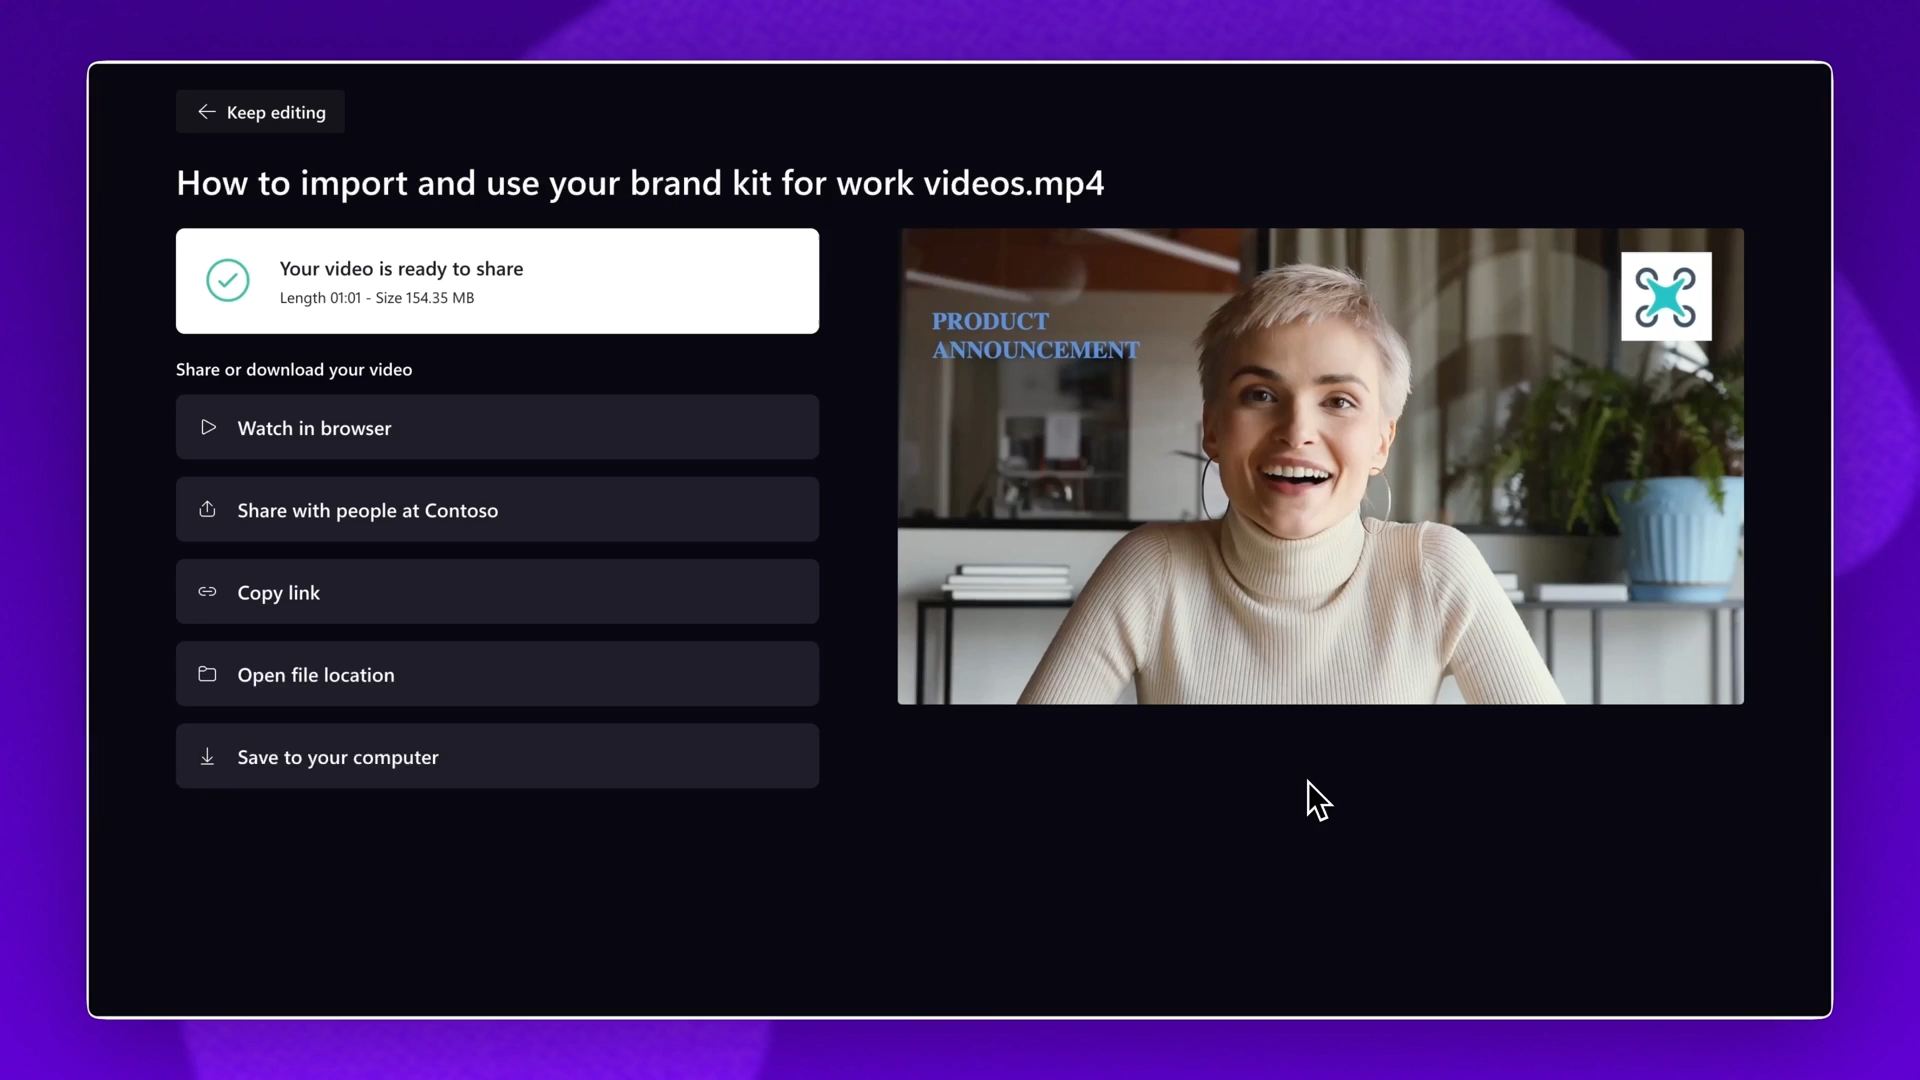 Keep editing
How to import and use your brand kit for work videos.mp4
Your video is ready to share
Length 01:01 - Size 154.35 MB
Share or download your video
Watch in browser
Share with people at Contoso
Copy link
Open file location
Save to your computer
PRODUCT
ANNOUNCEMENT